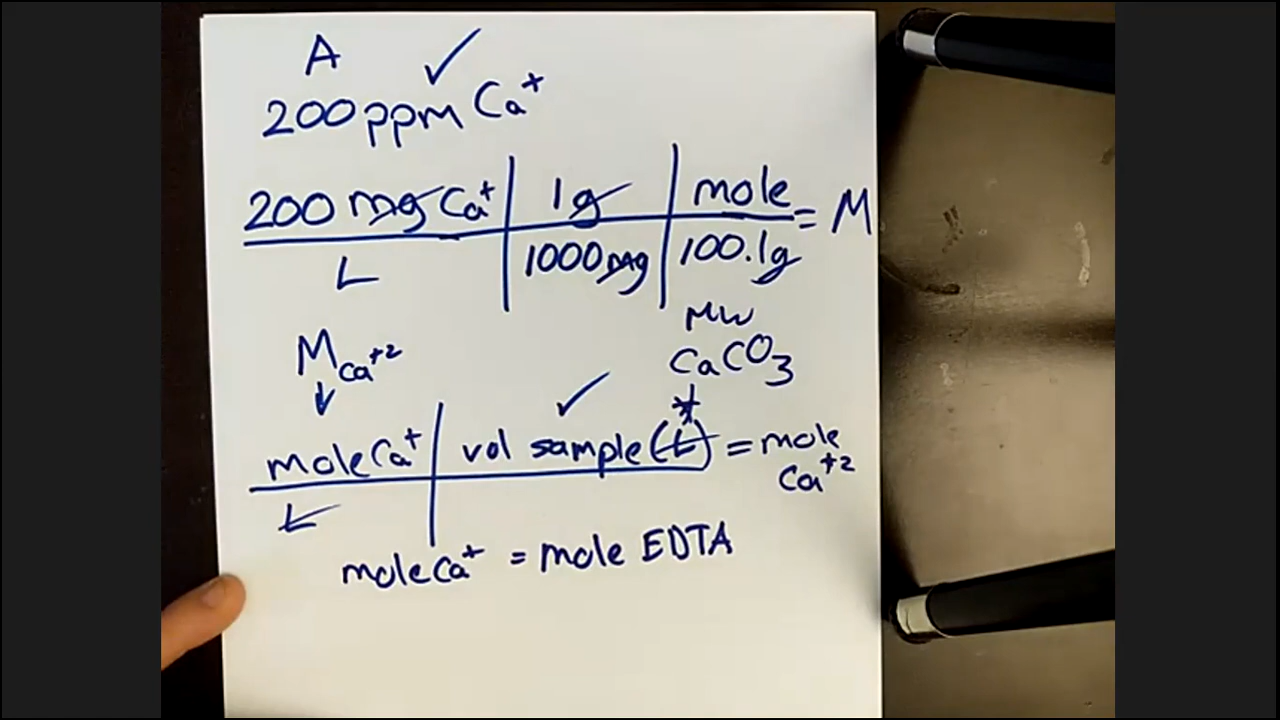 A ✓
200 ppm Ca+
200 mg Ca+ | 1g | mole = M
L | 1000 mg | 100.1g
MW
CaCO3
M Ca+2
↓
mole Ca+ | vol sample (L)* = mole Ca+2
L
mole Ca+ = mole EDTA